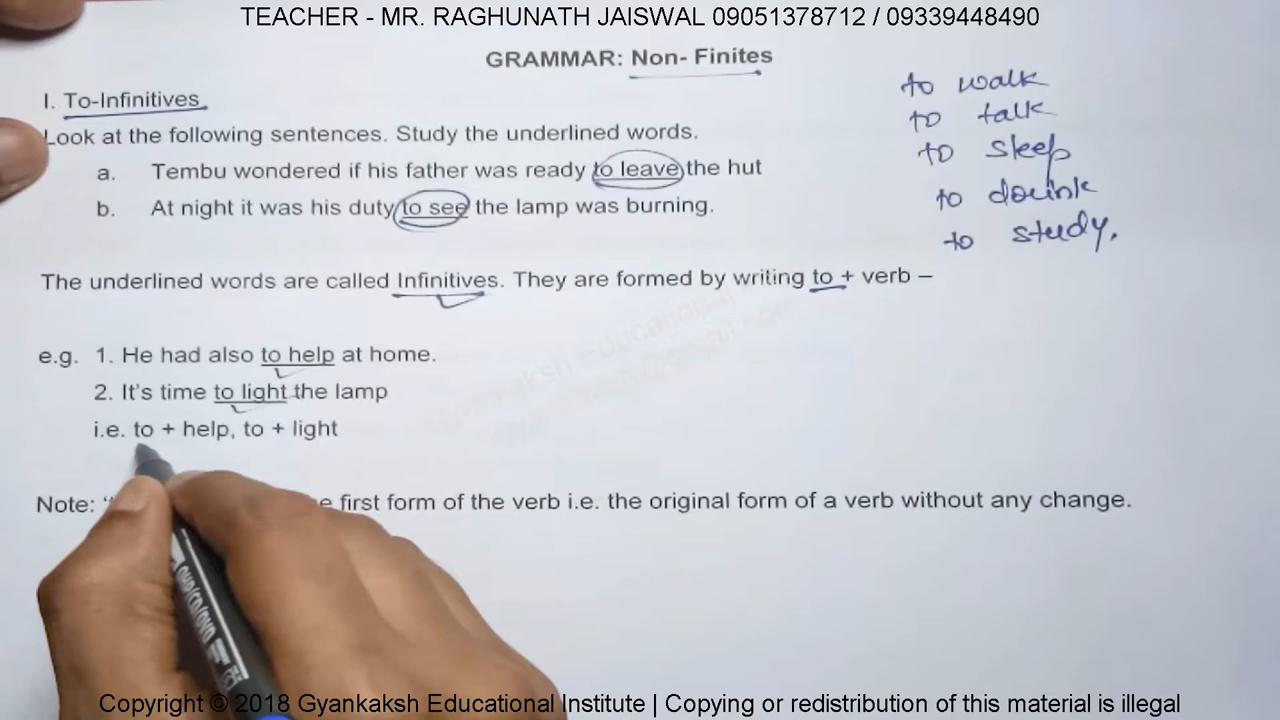 TEACHER - MR. RAGHUNATH JAISWAL 09051378712 / 09339448490
GRAMMAR: Non- Finites
I. To-Infinitives
Look at the following sentences. Study the underlined words.
a. Tembu wondered if his father was ready to leave the hut
b. At night it was his duty to see the lamp was burning.
to walk
to talk
to sleep
to drink
to study.
The underlined words are called Infinitives. They are formed by writing to + verb –
e.g. 1. He had also to help at home.
2. It's time to light the lamp
i.e. to + help, to + light
Note: first form of the verb i.e. the original form of a verb without any change.
Copyright © 2018 Gyankaksh Educational Institute | Copying or redistribution of this material is illegal